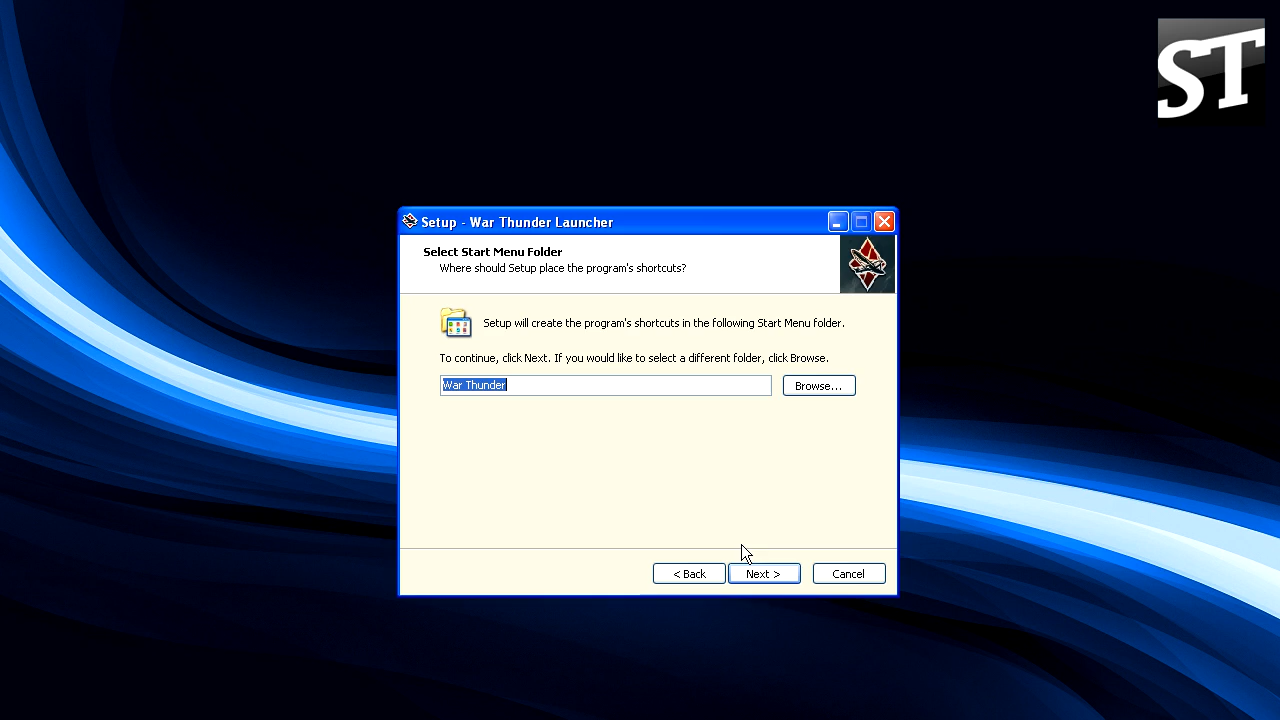 ST
Setup - War Thunder Launcher
Select Start Menu Folder
Where should Setup place the program's shortcuts?
Setup will create the program's shortcuts in the following Start Menu folder.
To continue, click Next. If you would like to select a different folder, click Browse.
War Thunder
Browse...
< Back
Next >
Cancel